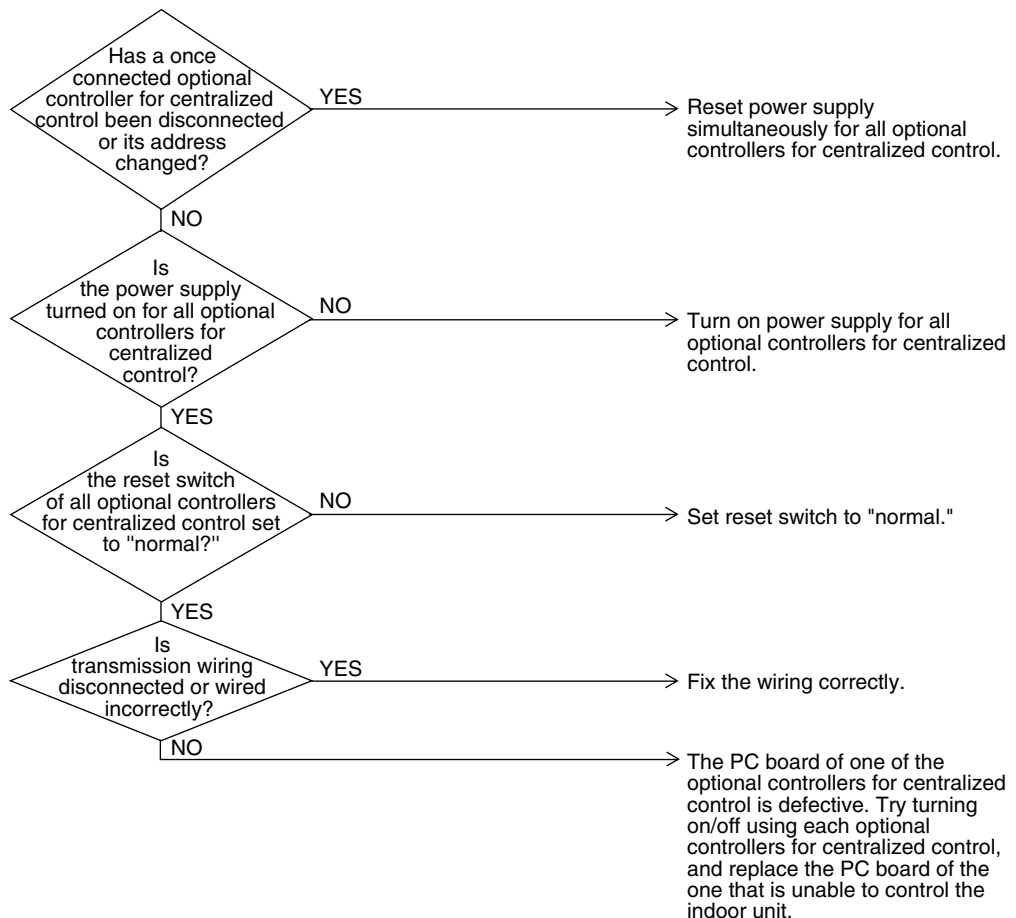 Has a once
connected optional
controller for centralized
control been disconnected
or its address
changed?
YES
Reset power supply
simultaneously for all optional
controllers for centralized control.
NO
Is
the power supply
turned on for all optional
controllers for
centralized
control?
NO
Turn on power supply for all
optional controllers for centralized
control.
YES
Is
the reset switch
of all optional controllers
for centralized control set
to "normal?"
NO
Set reset switch to "normal."
YES
Is
transmission wiring
disconnected or wired
incorrectly?
YES
Fix the wiring correctly.
NO
The PC board of one of the
optional controllers for centralized
control is defective. Try turning
on/off using each optional
controllers for centralized control,
and replace the PC board of the
one that is unable to control the
indoor unit.